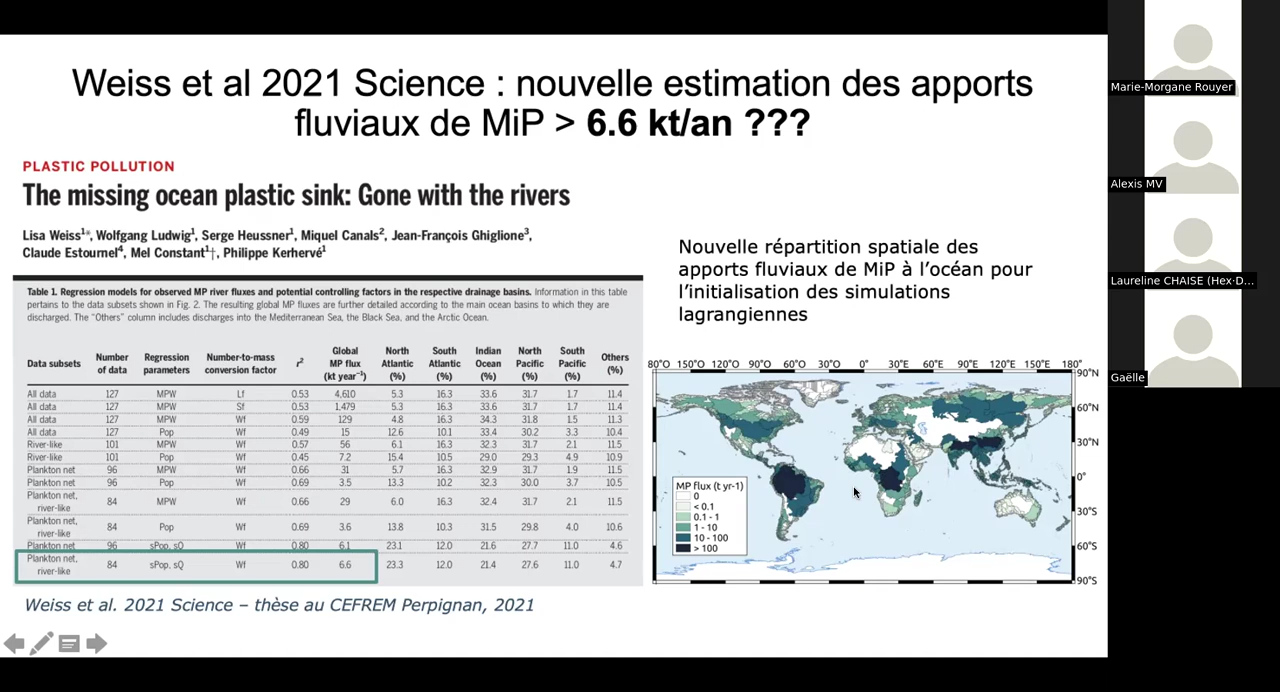 Weiss et al 2021 Science : nouvelle estimation des apports
fluviaux de MiP > 6.6 kt/an ???
PLASTIC POLLUTION
The missing ocean plastic sink: Gone with the rivers
Lisa Weiss1*, Wolfgang Ludwig1, Serge Heussner1, Miquel Canals2, Jean-François Ghiglione3,
Claude Estournel4, Mel Constant1†, Philippe Kerhervé1
Table 1. Regression models for observed MP river fluxes and potential controlling factors in the respective drainage basins. Information in this table
pertains to the data subsets shown in Fig. 2. The resulting global MP fluxes are further detailed according to the main ocean basins to which they are
discharged. The “Others” column includes discharges into the Mediterranean Sea, the Black Sea, and the Arctic Ocean.
Data subsets Number of data Regression parameters Number-to-mass conversion factor r2 Global MP flux (kt year−1) North Atlantic (%) South Atlantic (%) Indian Ocean (%) North Pacific (%) South Pacific (%) Others (%)
All data 127 MPW Lf 0.53 4,610 5.3 16.3 33.6 31.7 1.7 11.4
All data 127 MPW Sf 0.53 1,479 5.3 16.3 33.6 31.7 1.7 11.4
All data 127 MPW Wf 0.59 129 4.8 16.3 34.3 31.8 1.5 11.3
All data 127 Pop Wf 0.49 15 12.6 10.1 33.4 30.2 3.3 10.4
River-like 101 MPW Wf 0.57 56 6.1 16.3 32.3 31.7 2.1 11.5
River-like 101 Pop Wf 0.45 7.2 15.4 10.5 29.0 29.3 4.9 10.9
Plankton net 96 MPW Wf 0.66 31 5.7 16.3 32.9 31.7 1.9 11.5
Plankton net 96 Pop Wf 0.69 3.5 13.3 10.2 32.3 30.0 3.7 10.5
Plankton net, river-like 84 MPW Wf 0.66 29 6.0 16.3 32.4 31.7 2.1 11.5
Plankton net, river-like 84 Pop Wf 0.69 3.6 13.8 10.3 31.5 29.8 4.0 10.6
Plankton net 96 sPop, sQ Wf 0.80 6.1 23.1 12.0 21.6 27.7 11.0 4.6
Plankton net, river-like 84 sPop, sQ Wf 0.80 6.6 23.3 12.0 21.4 27.6 11.0 4.7
Weiss et al. 2021 Science – thèse au CEFREM Perpignan, 2021
Nouvelle répartition spatiale des
apports fluviaux de MiP à l’océan pour
l’initialisation des simulations
lagrangiennes
80°O 150°O 120°O 90°O 60°O 30°O 0° 30°E 60°E 90°E 120°E 150°E 180°
90°N
60°N
30°N
0°
30°S
60°S
90°S
MP flux (t yr-1)
0
< 0.1
0.1 - 1
1 - 10
10 - 100
> 100
Marie-Morgane Rouyer
Alexis MV
Laureline CHAISE (Hex·D...
Gaëlle